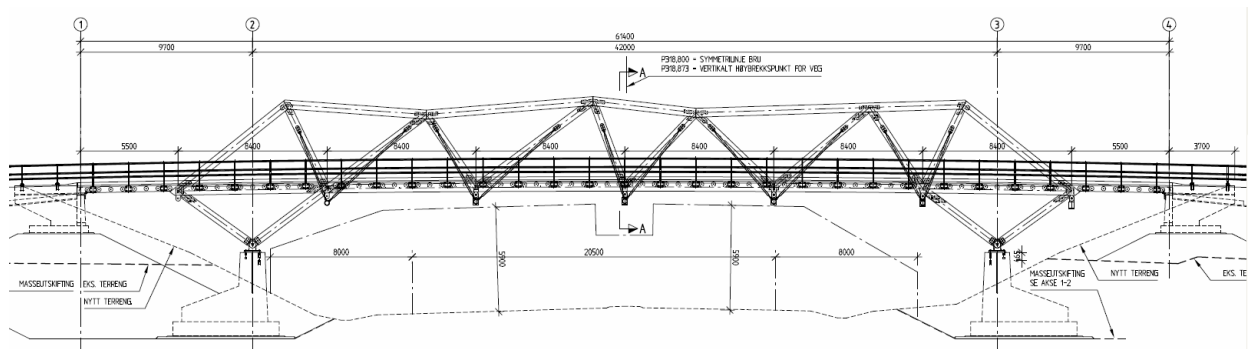 1
2
3
4
61400
9700
42000
9700
P318,800 - SYMMETRILINJE BRU
P318,873 - VERTIKALT HØYBREKKSPUNKT FOR VEG
A
5500
8400
8400
8400
8400
8400
8400
5500
3700
A
8000
20500
8000
5900
5900
MASSEUTSKIFTING
EKS. TERRENG
NYTT TERRENG
MASSEUTSKIFTING
SE AKSE 1-2
NYTT TERRENG
EKS. TE